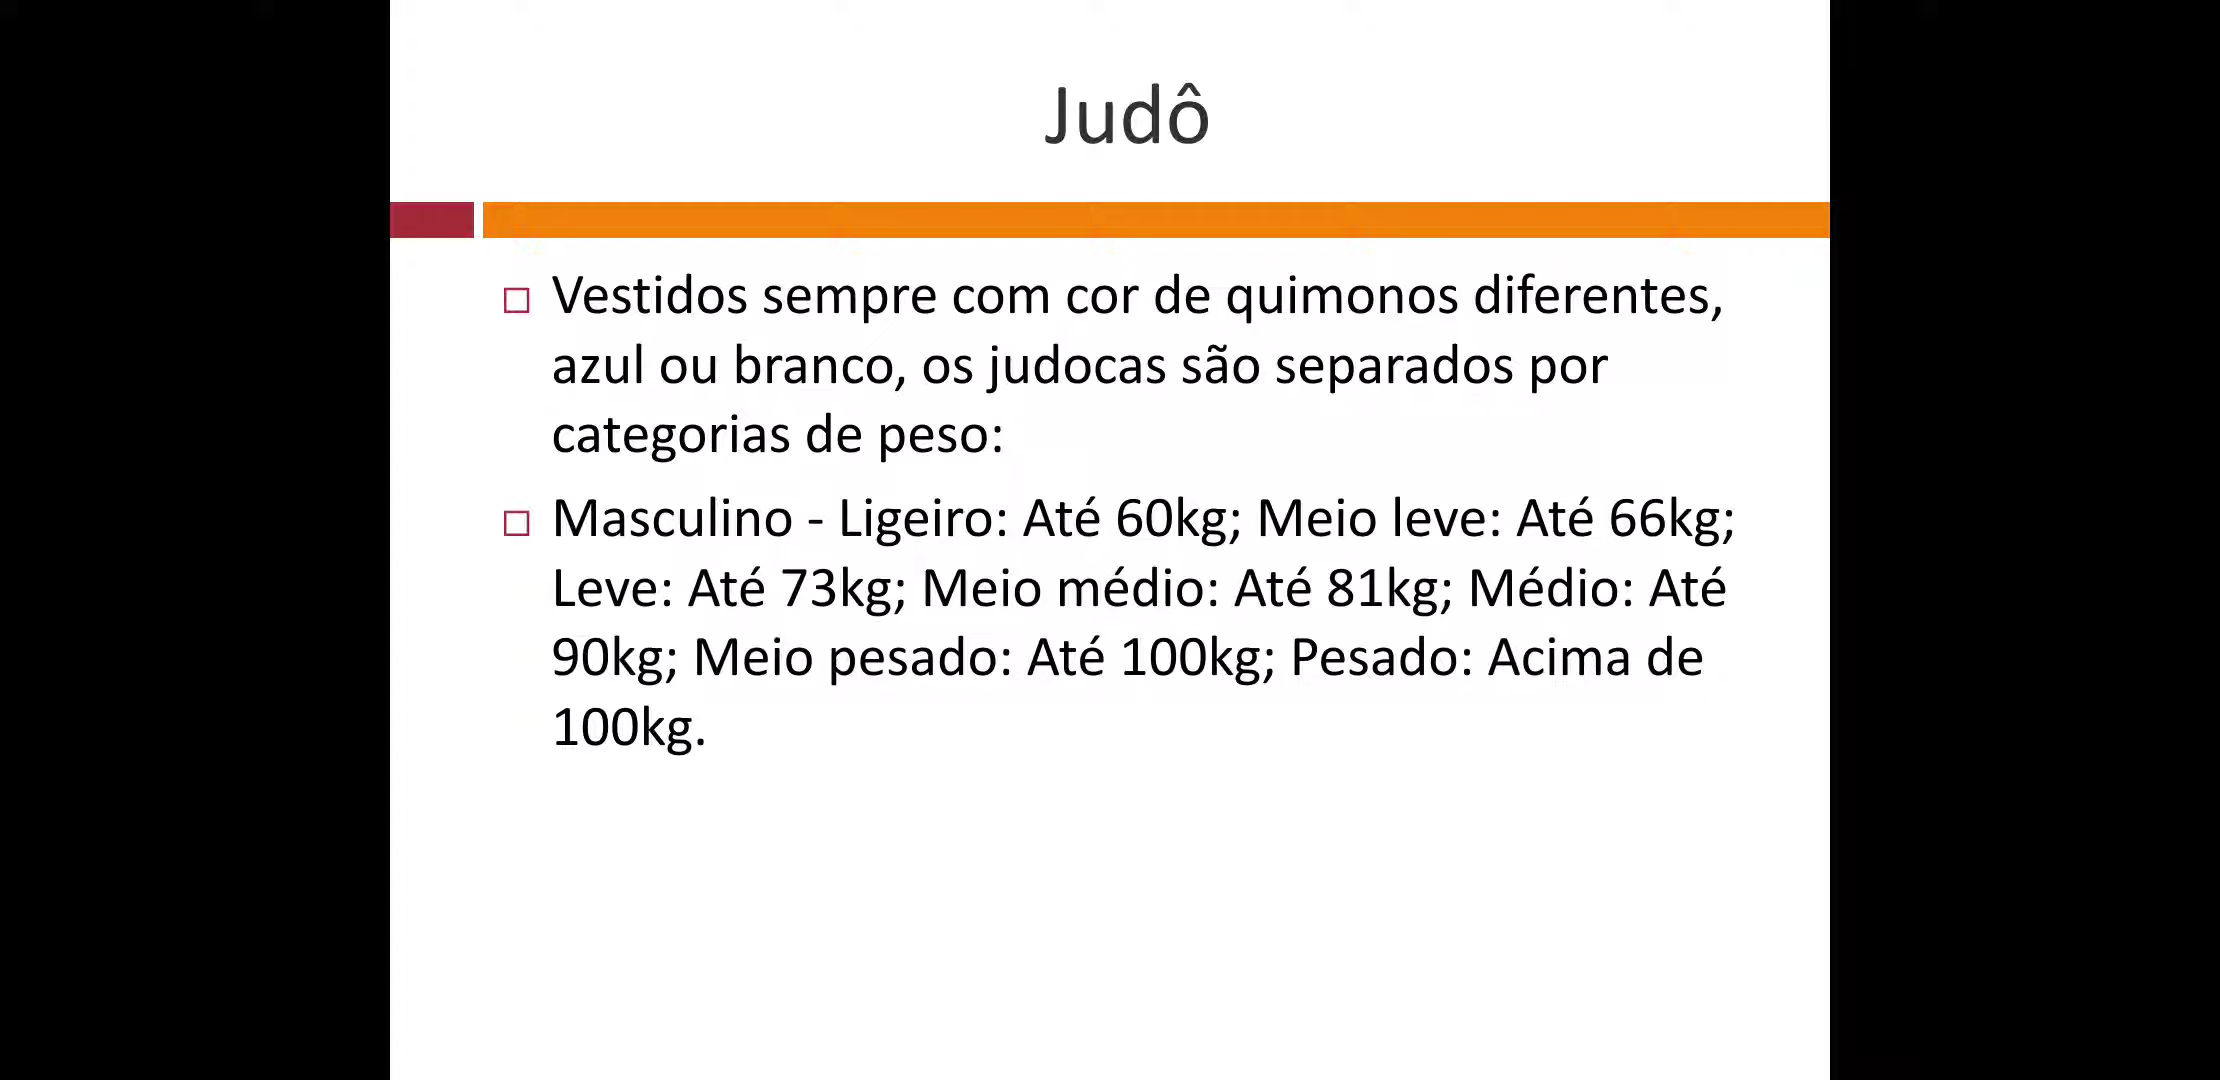 Judô
Vestidos sempre com cor de quimonos diferentes,
azul ou branco, os judocas são separados por
categorias de peso:
Masculino - Ligeiro: Até 60kg; Meio leve: Até 66kg;
Leve: Até 73kg; Meio médio: Até 81kg; Médio: Até
90kg; Meio pesado: Até 100kg; Pesado: Acima de
100kg.